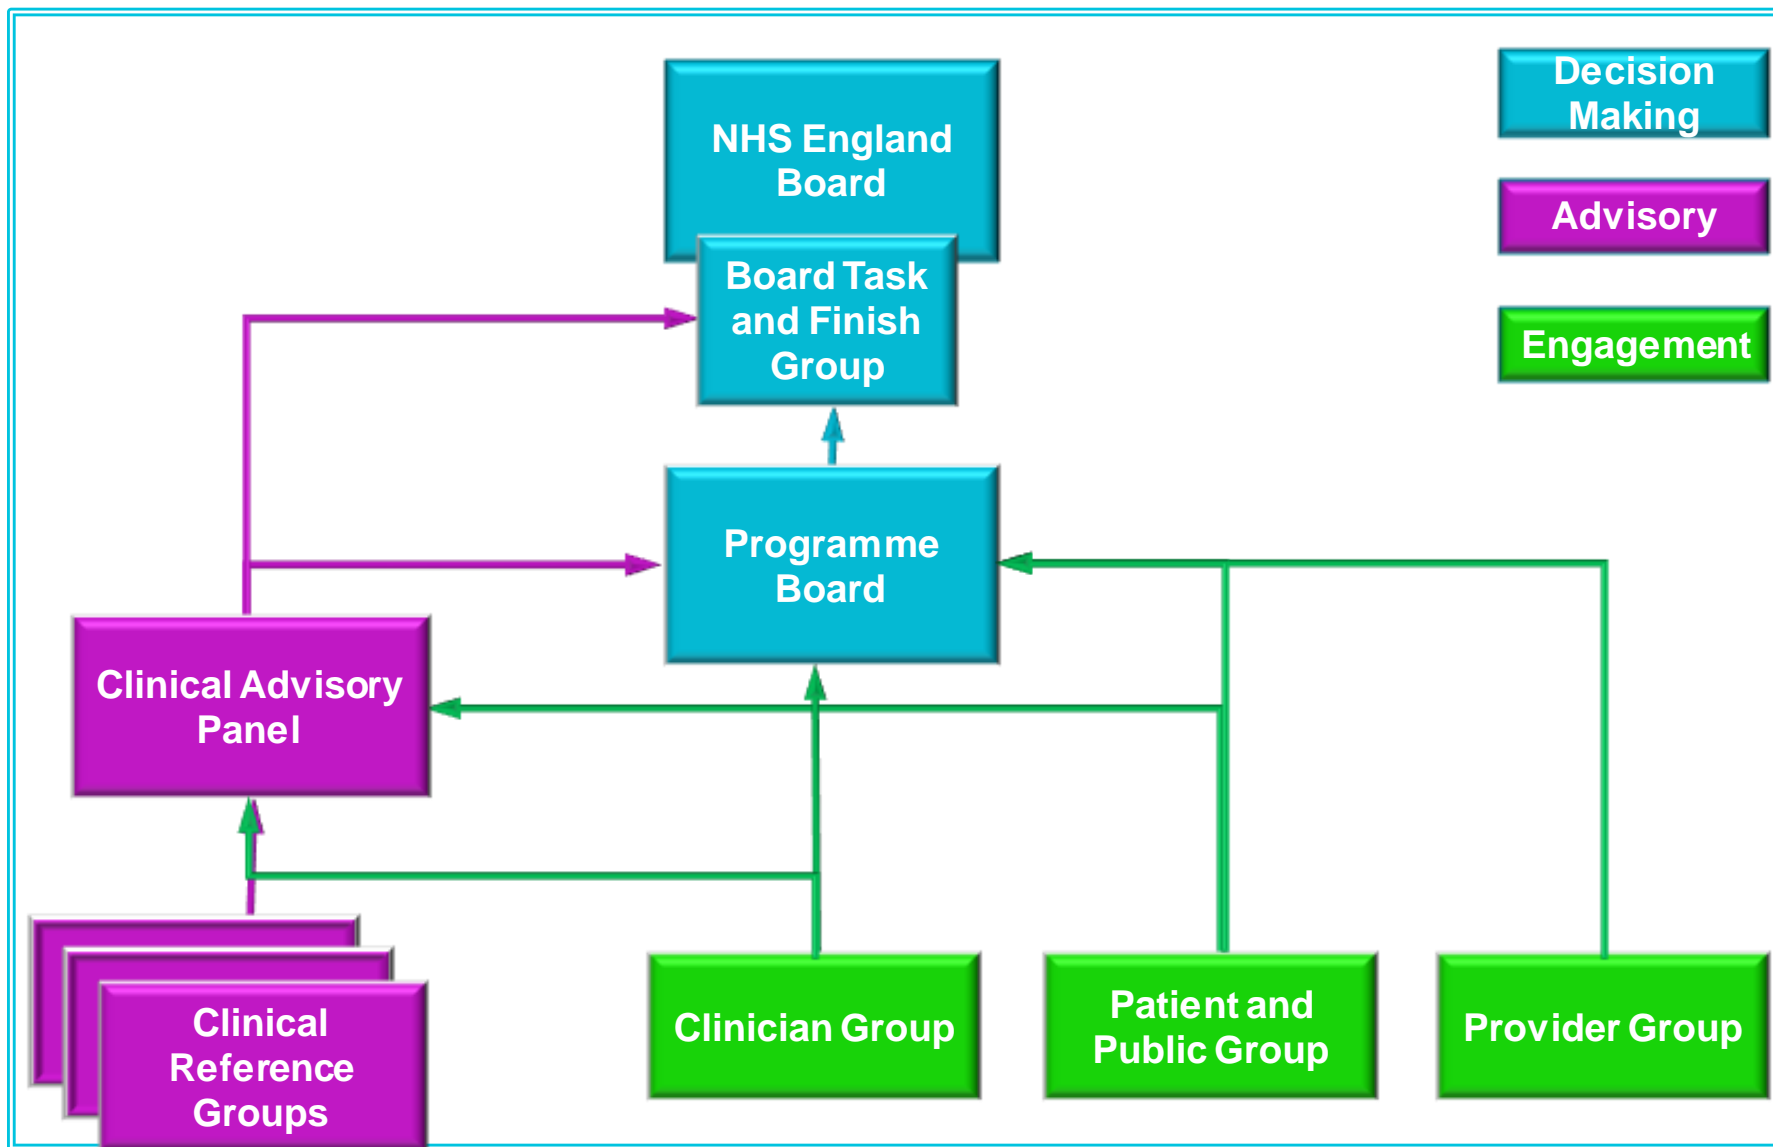 NHS England
Board
Board Task
and Finish
Group
Programme
Board
Clinical Advisory
Panel
Clinical
Reference
Groups
Clinician Group
Patient and
Public Group
Provider Group
Decision
Making
Advisory
Engagement